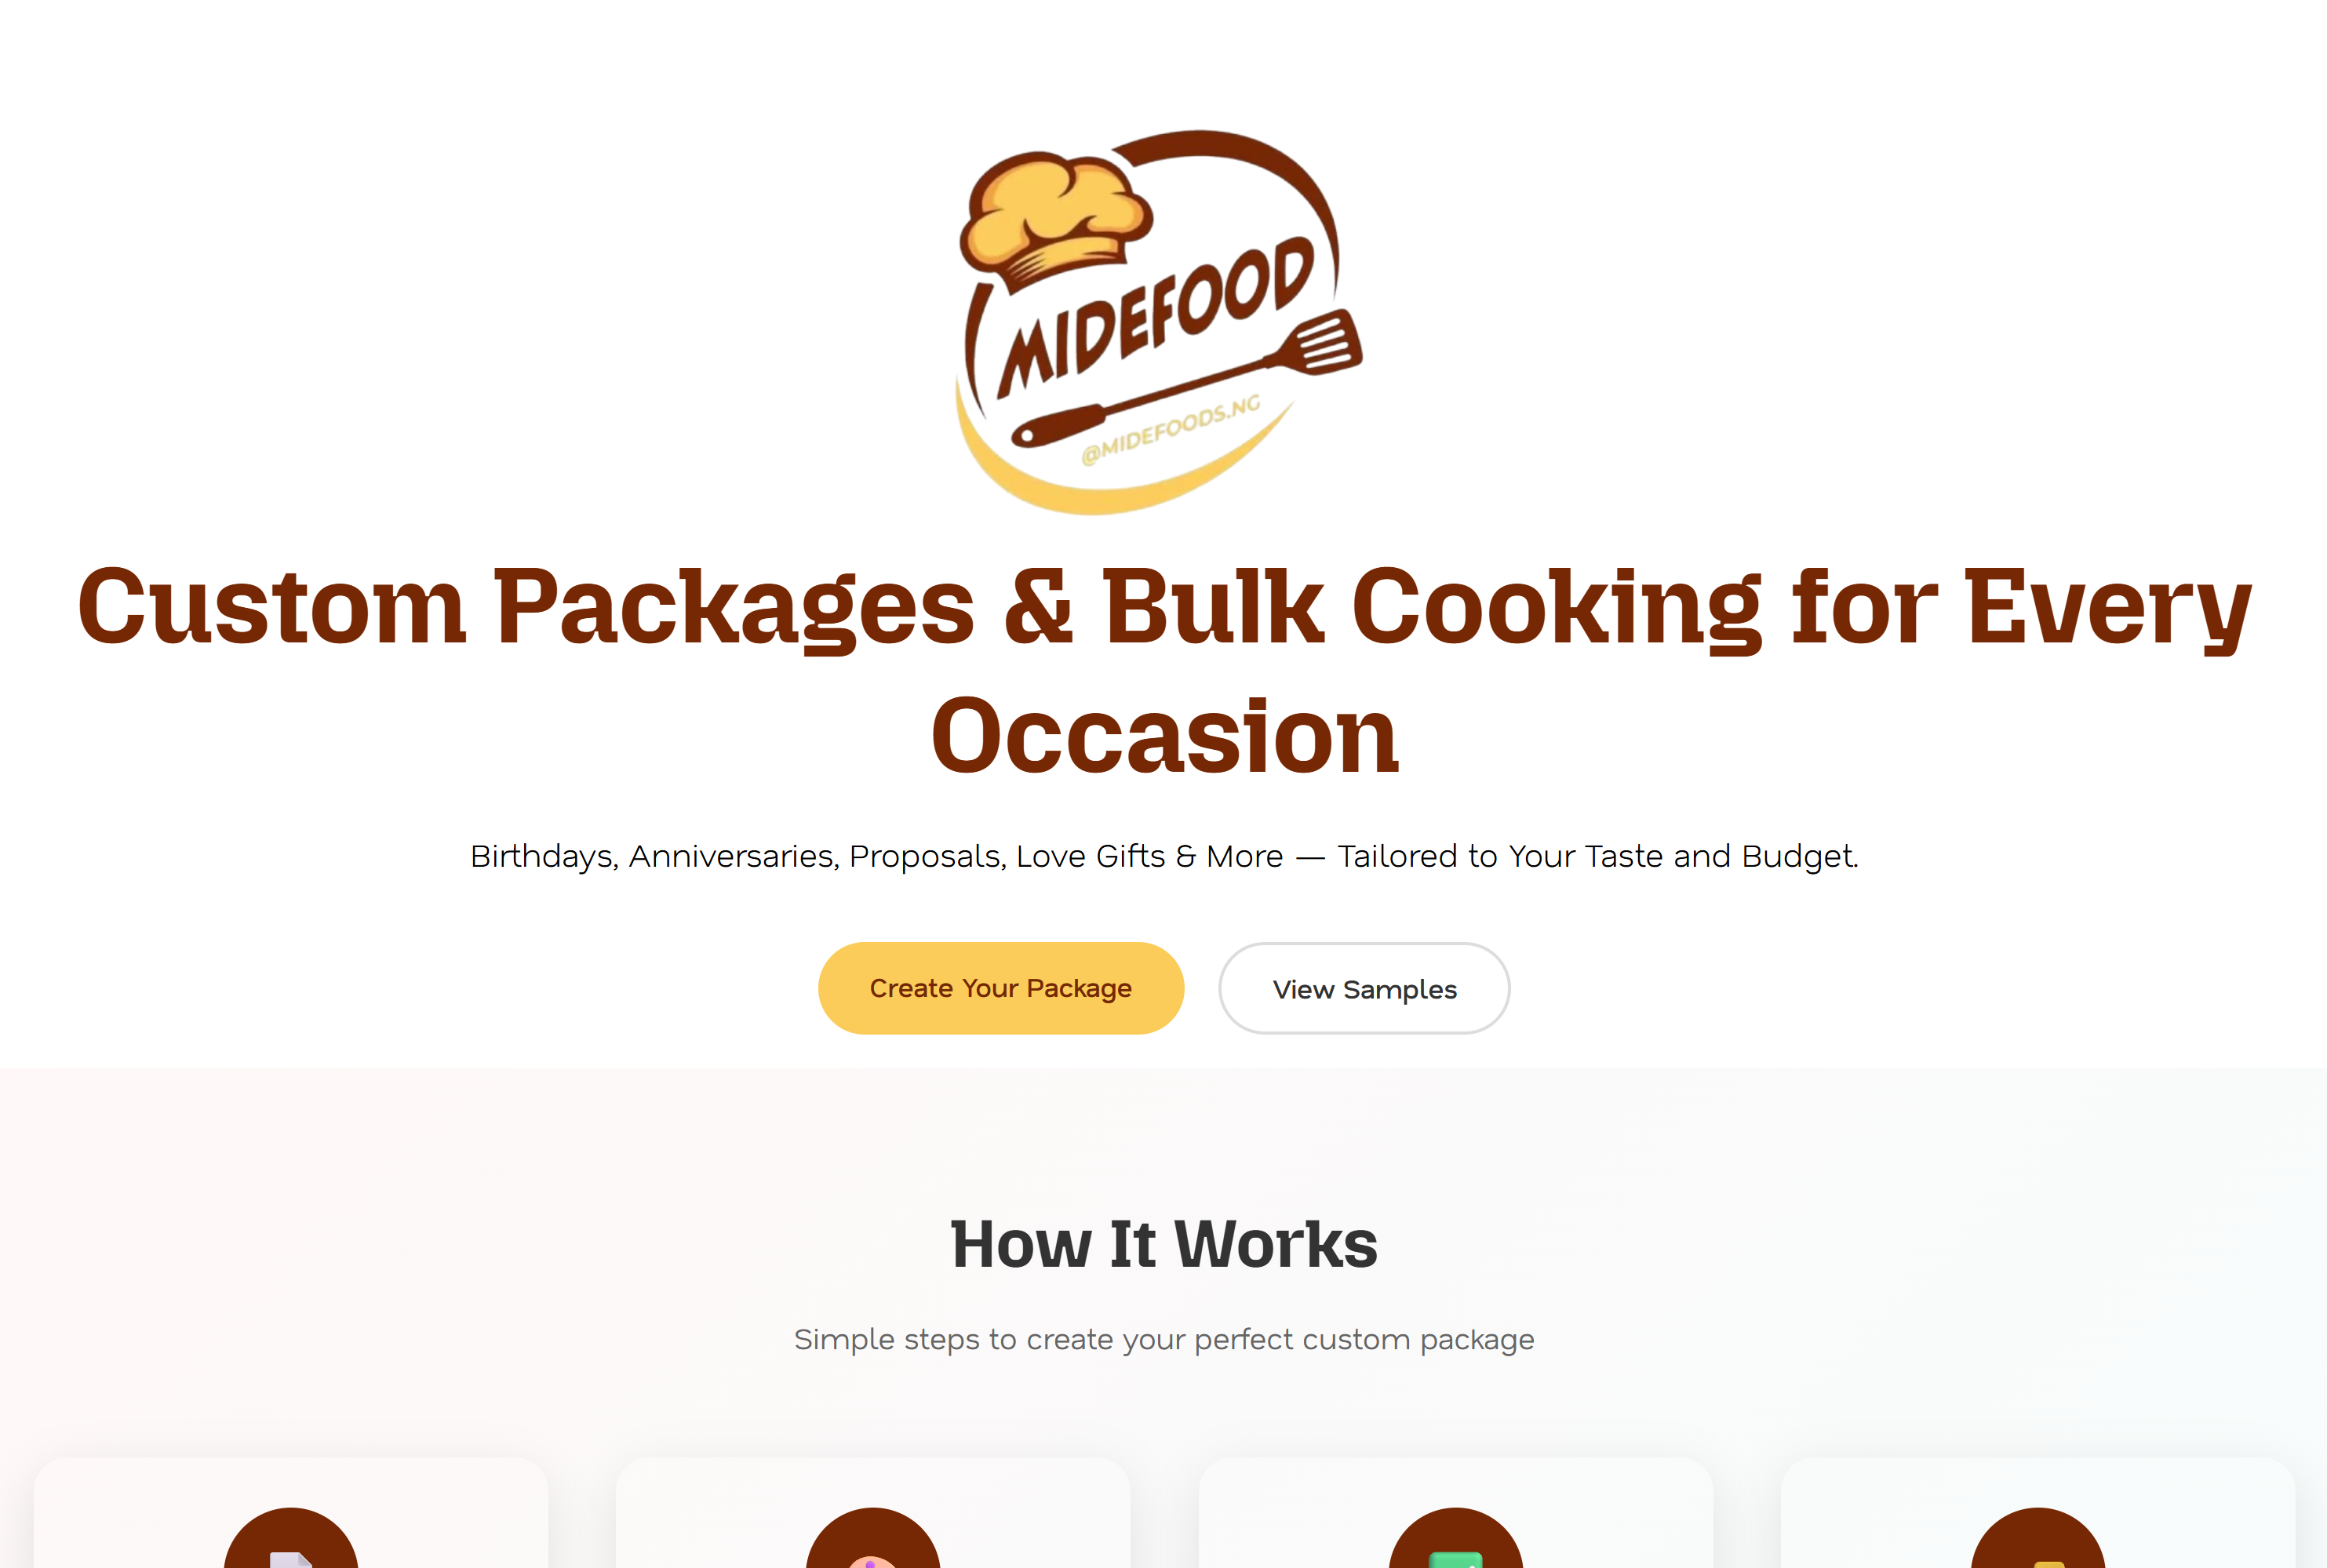 MIDEFOOD
@MIDEFOODS.NG
Custom Packages & Bulk Cooking for Every
Occasion
Birthdays, Anniversaries, Proposals, Love Gifts & More — Tailored to Your Taste and Budget.
Create Your Package
View Samples
How It Works
Simple steps to create your perfect custom package